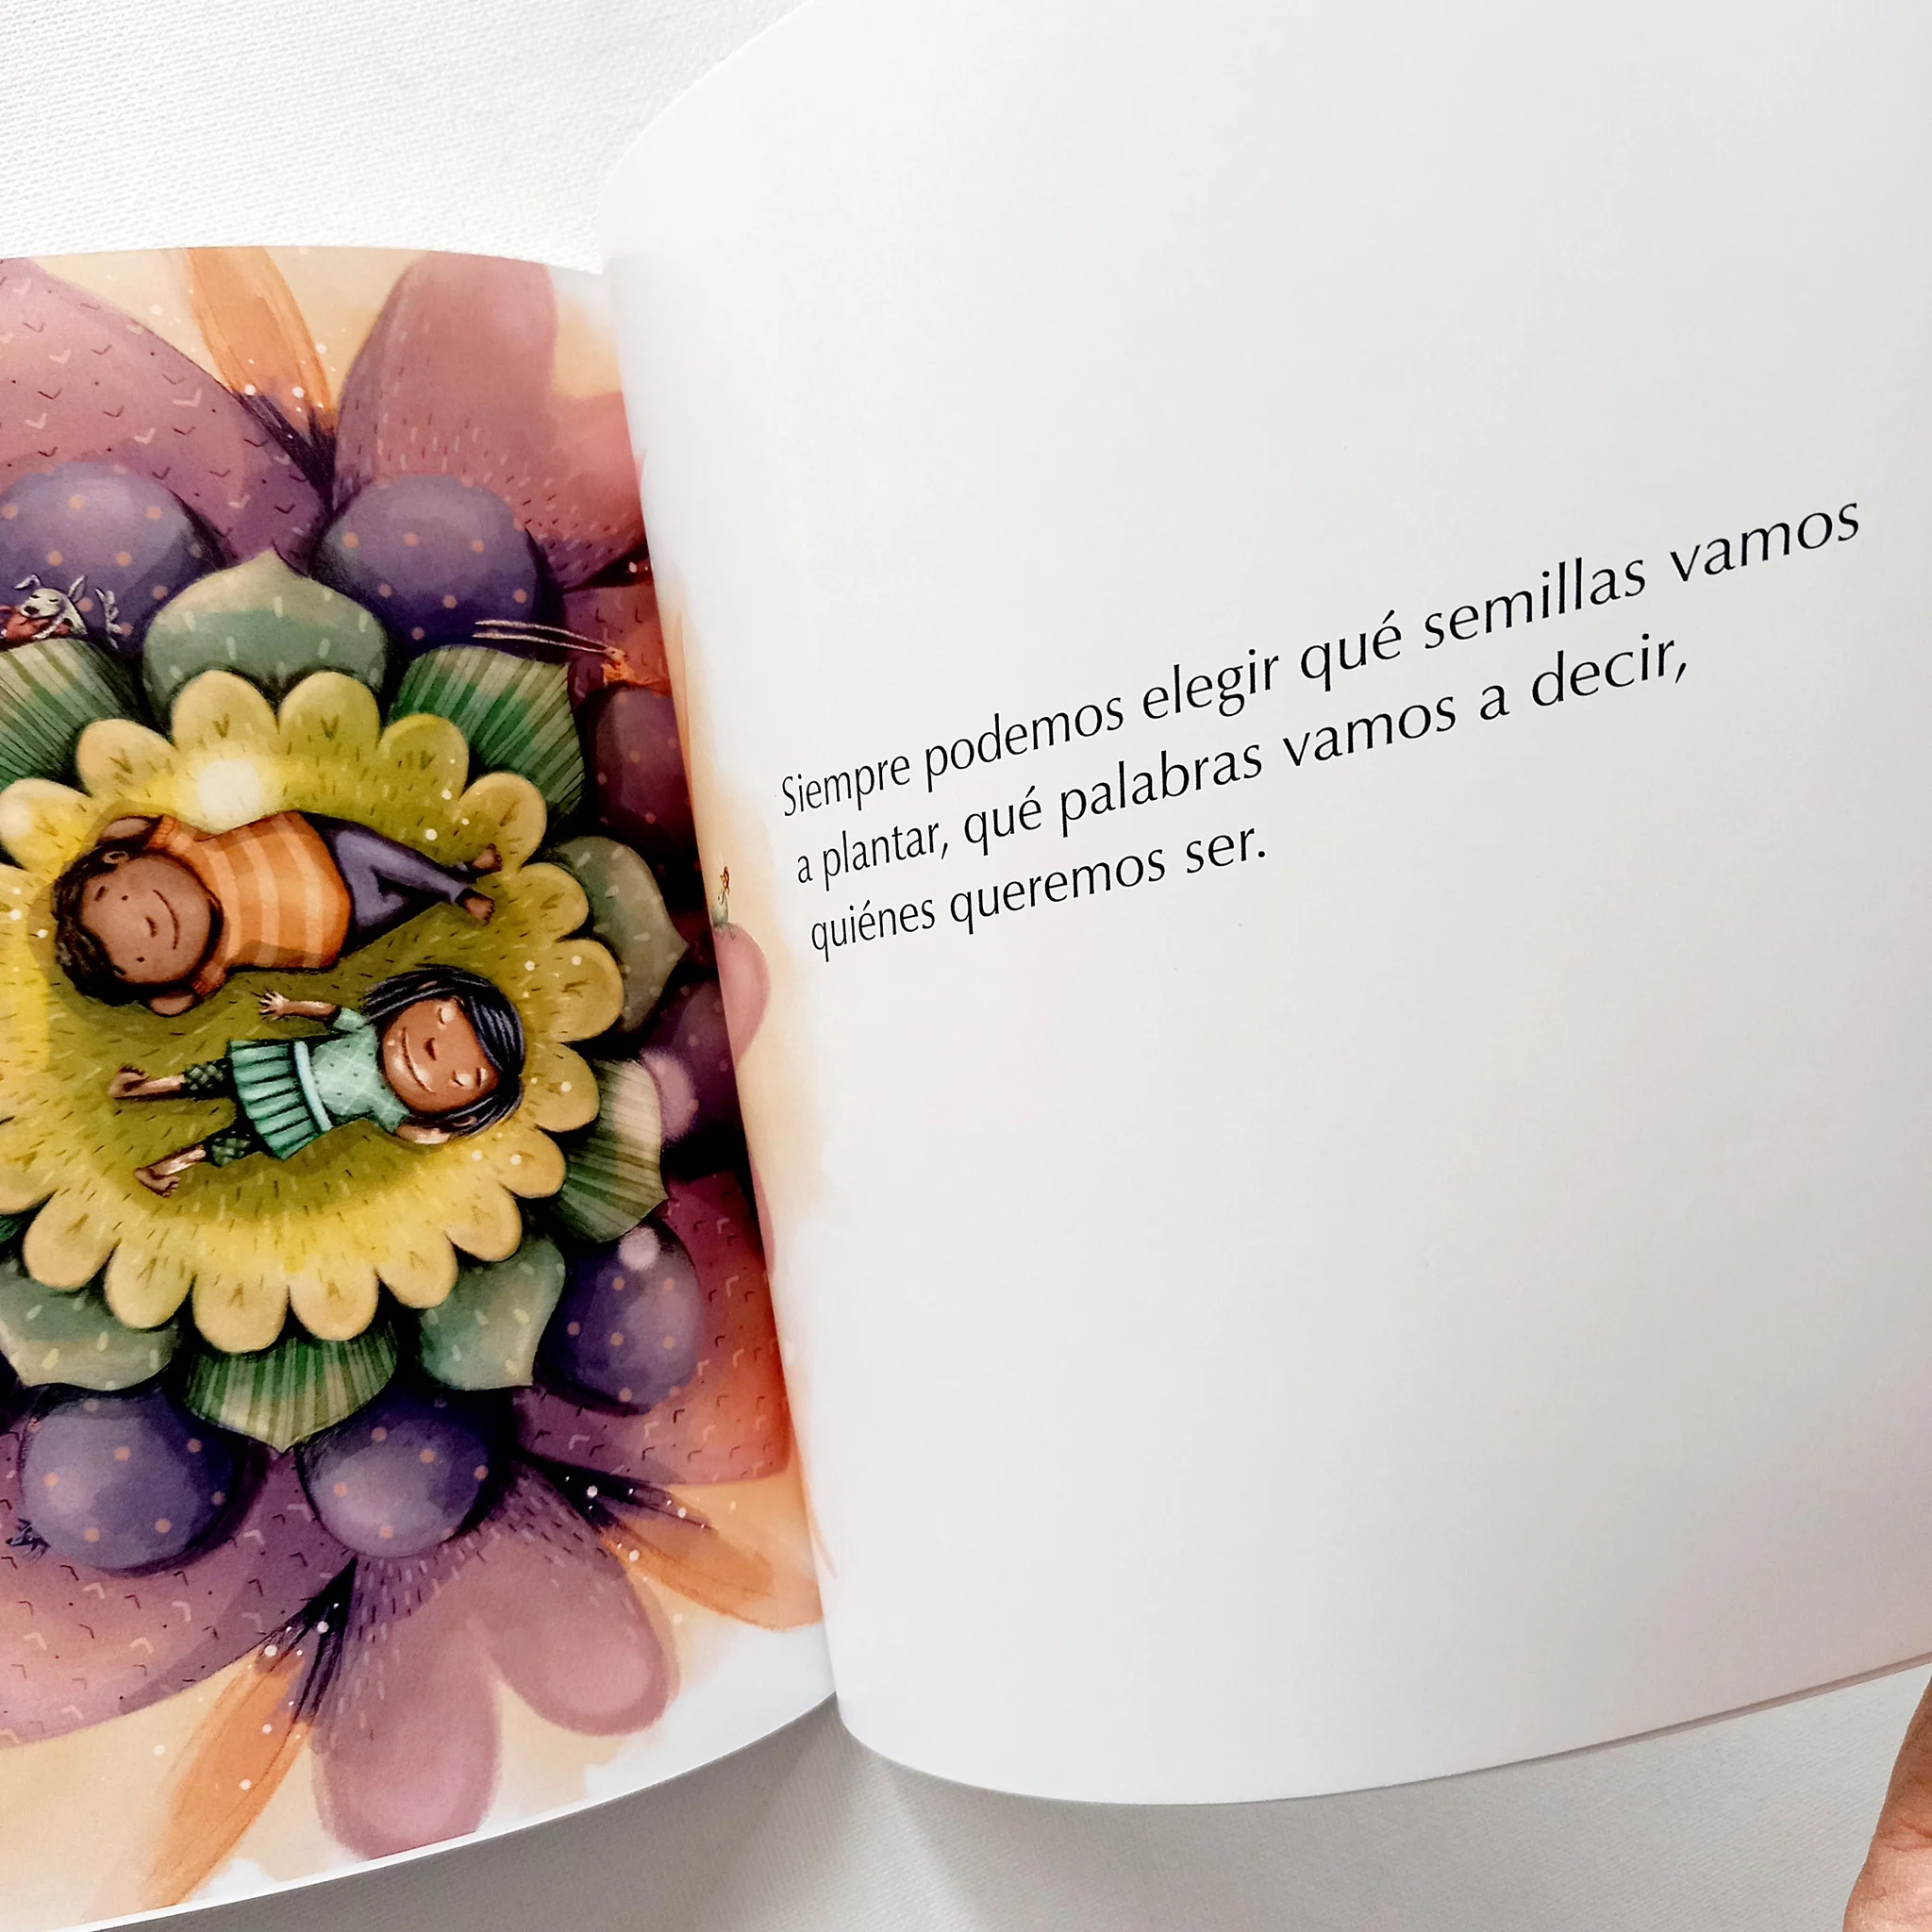 Siempre podemos elegir qué semillas vamos
a plantar, qué palabras vamos a decir,
quiénes queremos ser.